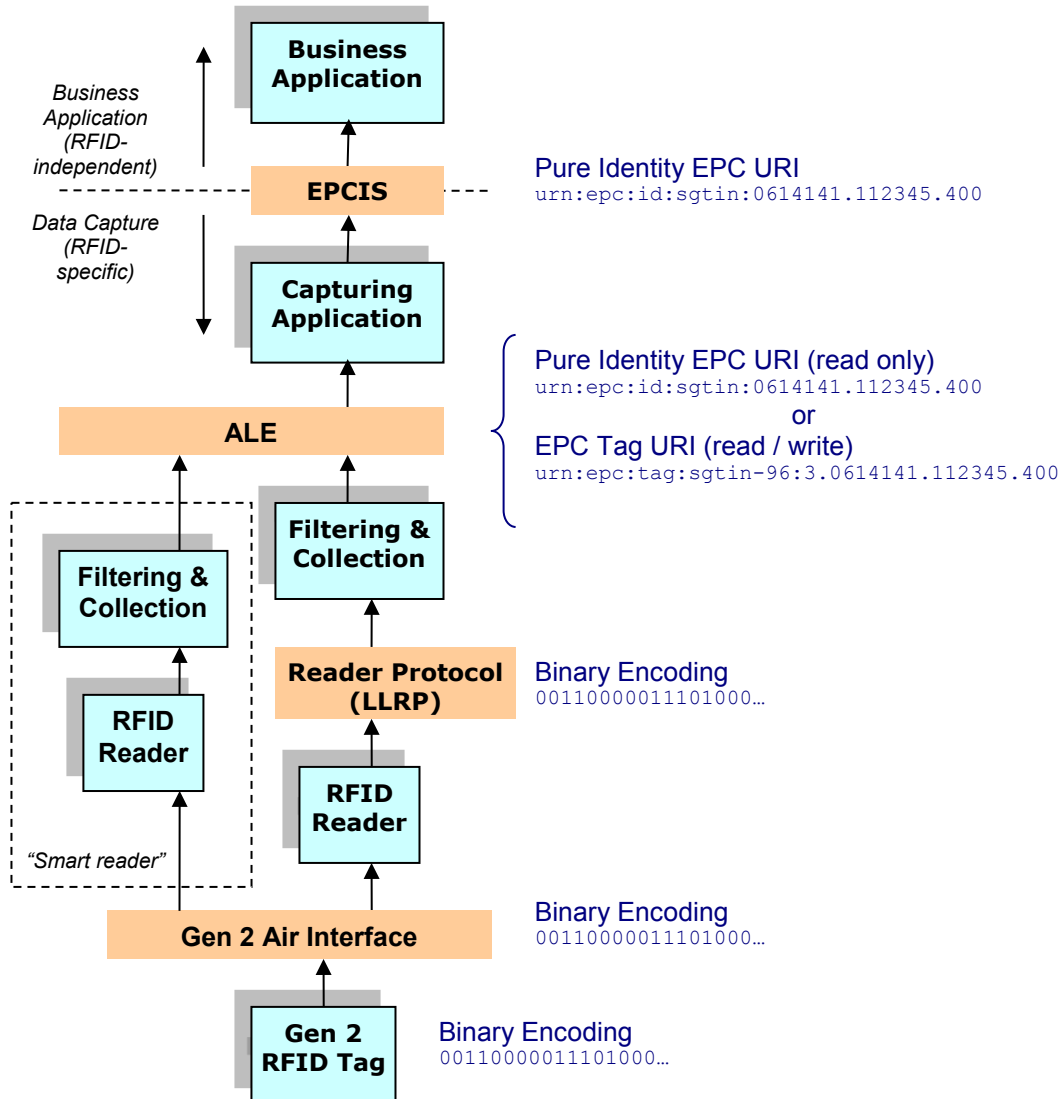 Business
Application
Business
Application
(RFID-
independent)
EPCIS
Pure Identity EPC URI
urn:epc:id:sgtin:0614141.112345.400
Data Capture
(RFID-
specific)
Capturing
Application
Pure Identity EPC URI (read only)
urn:epc:id:sgtin:0614141.112345.400
or
EPC Tag URI (read / write)
urn:epc:tag:sgtin-96:3.0614141.112345.400
ALE
Filtering &
Collection
Filtering &
Collection
Reader Protocol
(LLRP)
Binary Encoding
00110000011101000…
RFID
Reader
RFID
Reader
“Smart reader”
Gen 2 Air Interface
Binary Encoding
00110000011101000…
Gen 2
RFID Tag
Binary Encoding
00110000011101000…